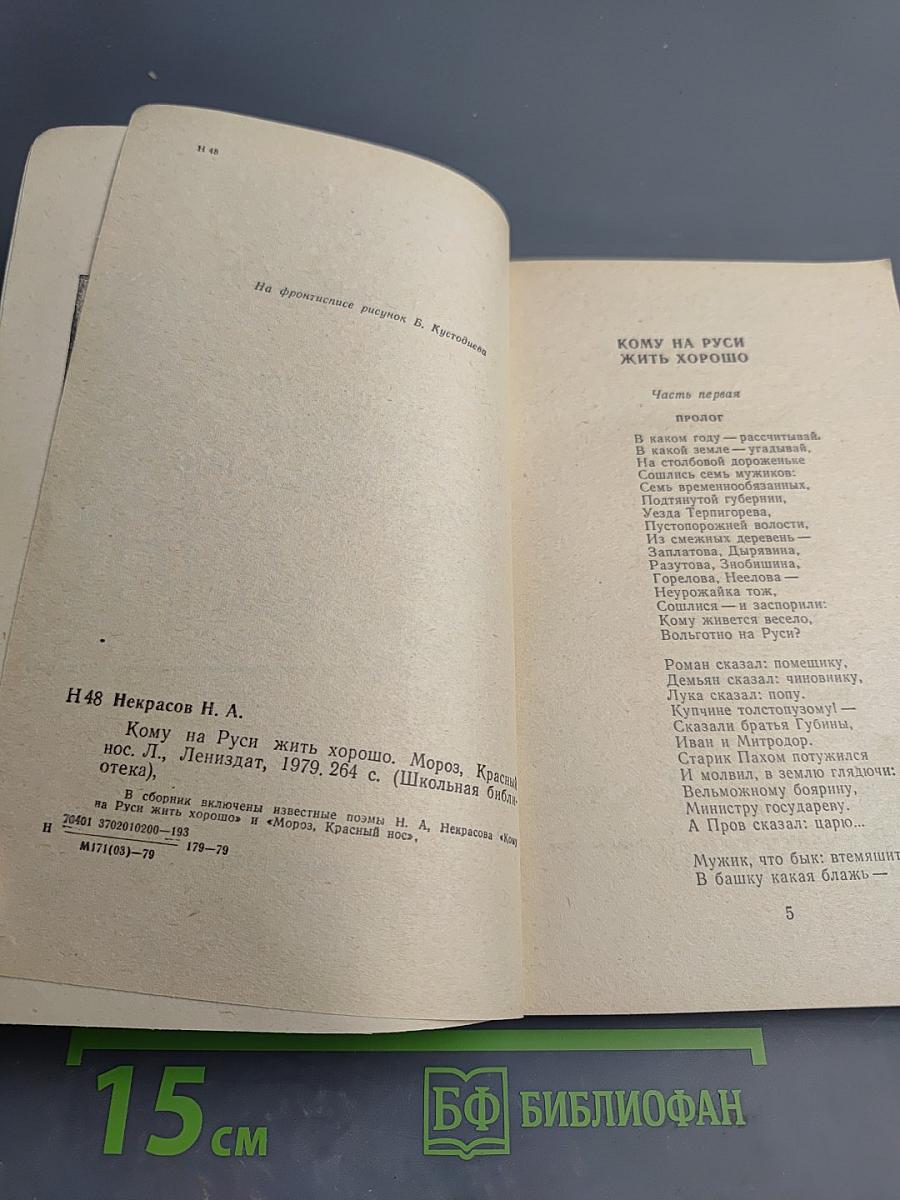 Н 48
На фронтисписе рисунок Б. Кустодиева
Н 48 Некрасов Н. А.
Кому на Руси жить хорошо. Мороз, Красный
нос. Л., Лениздат, 1979. 264 с. (Школьная библи-
отека),
В сборник включены известные поэмы Н. А, Некрасова «Кому
на Руси жить хорошо» и «Мороз, Красный нос»,
Н 70401 3702010200—193
М171(03)—79 179—79
КОМУ НА РУСИ
ЖИТЬ ХОРОШО
Часть первая
ПРОЛОГ
В каком году — рассчитывай,
В какой земле — угадывай,
На столбовой дороженьке
Сошлись семь мужиков:
Семь временнообязанных,
Подтянутой губернии,
Уезда Терпигорева,
Пустопорожней волости,
Из смежных деревень —
Заплатова, Дырявина,
Разутова, Знобишина,
Горелова, Неелова —
Неурожайка тож,
Сошлися — и заспорили:
Кому живется весело,
Вольготно на Руси?
Роман сказал: помещику,
Демьян сказал: чиновнику,
Лука сказал: попу.
Купчине толстопузому! —
Сказали братья Губины,
Иван и Митродор.
Старик Пахом потужился
И молвил, в землю глядючи:
Вельможному боярину,
Министру государеву.
А Пров сказал: царю...
Мужик, что бык: втемяшит
В башку какая блажь —
5
15 см
БФ БИБЛИОФАН